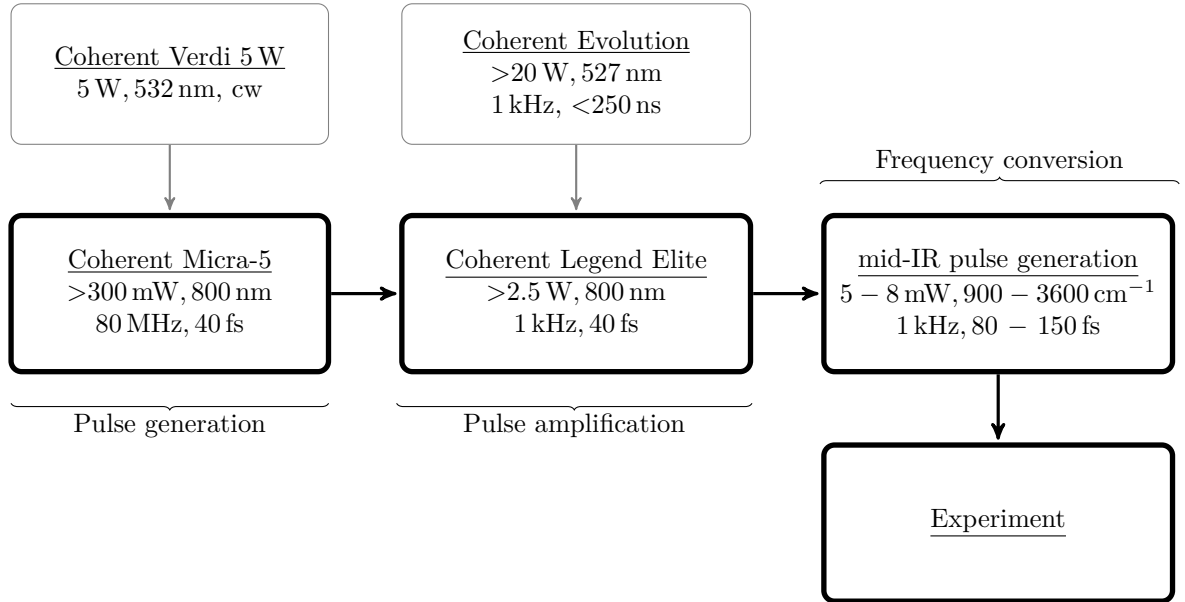 Coherent Verdi 5 W
5 W, 532 nm, cw
Coherent Evolution
>20 W, 527 nm
1 kHz, <250 ns
Frequency conversion
Coherent Micra-5
>300 mW, 800 nm
80 MHz, 40 fs
Coherent Legend Elite
>2.5 W, 800 nm
1 kHz, 40 fs
mid-IR pulse generation
5 − 8 mW, 900 − 3600 cm⁻¹
1 kHz, 80 − 150 fs
Pulse generation
Pulse amplification
Experiment